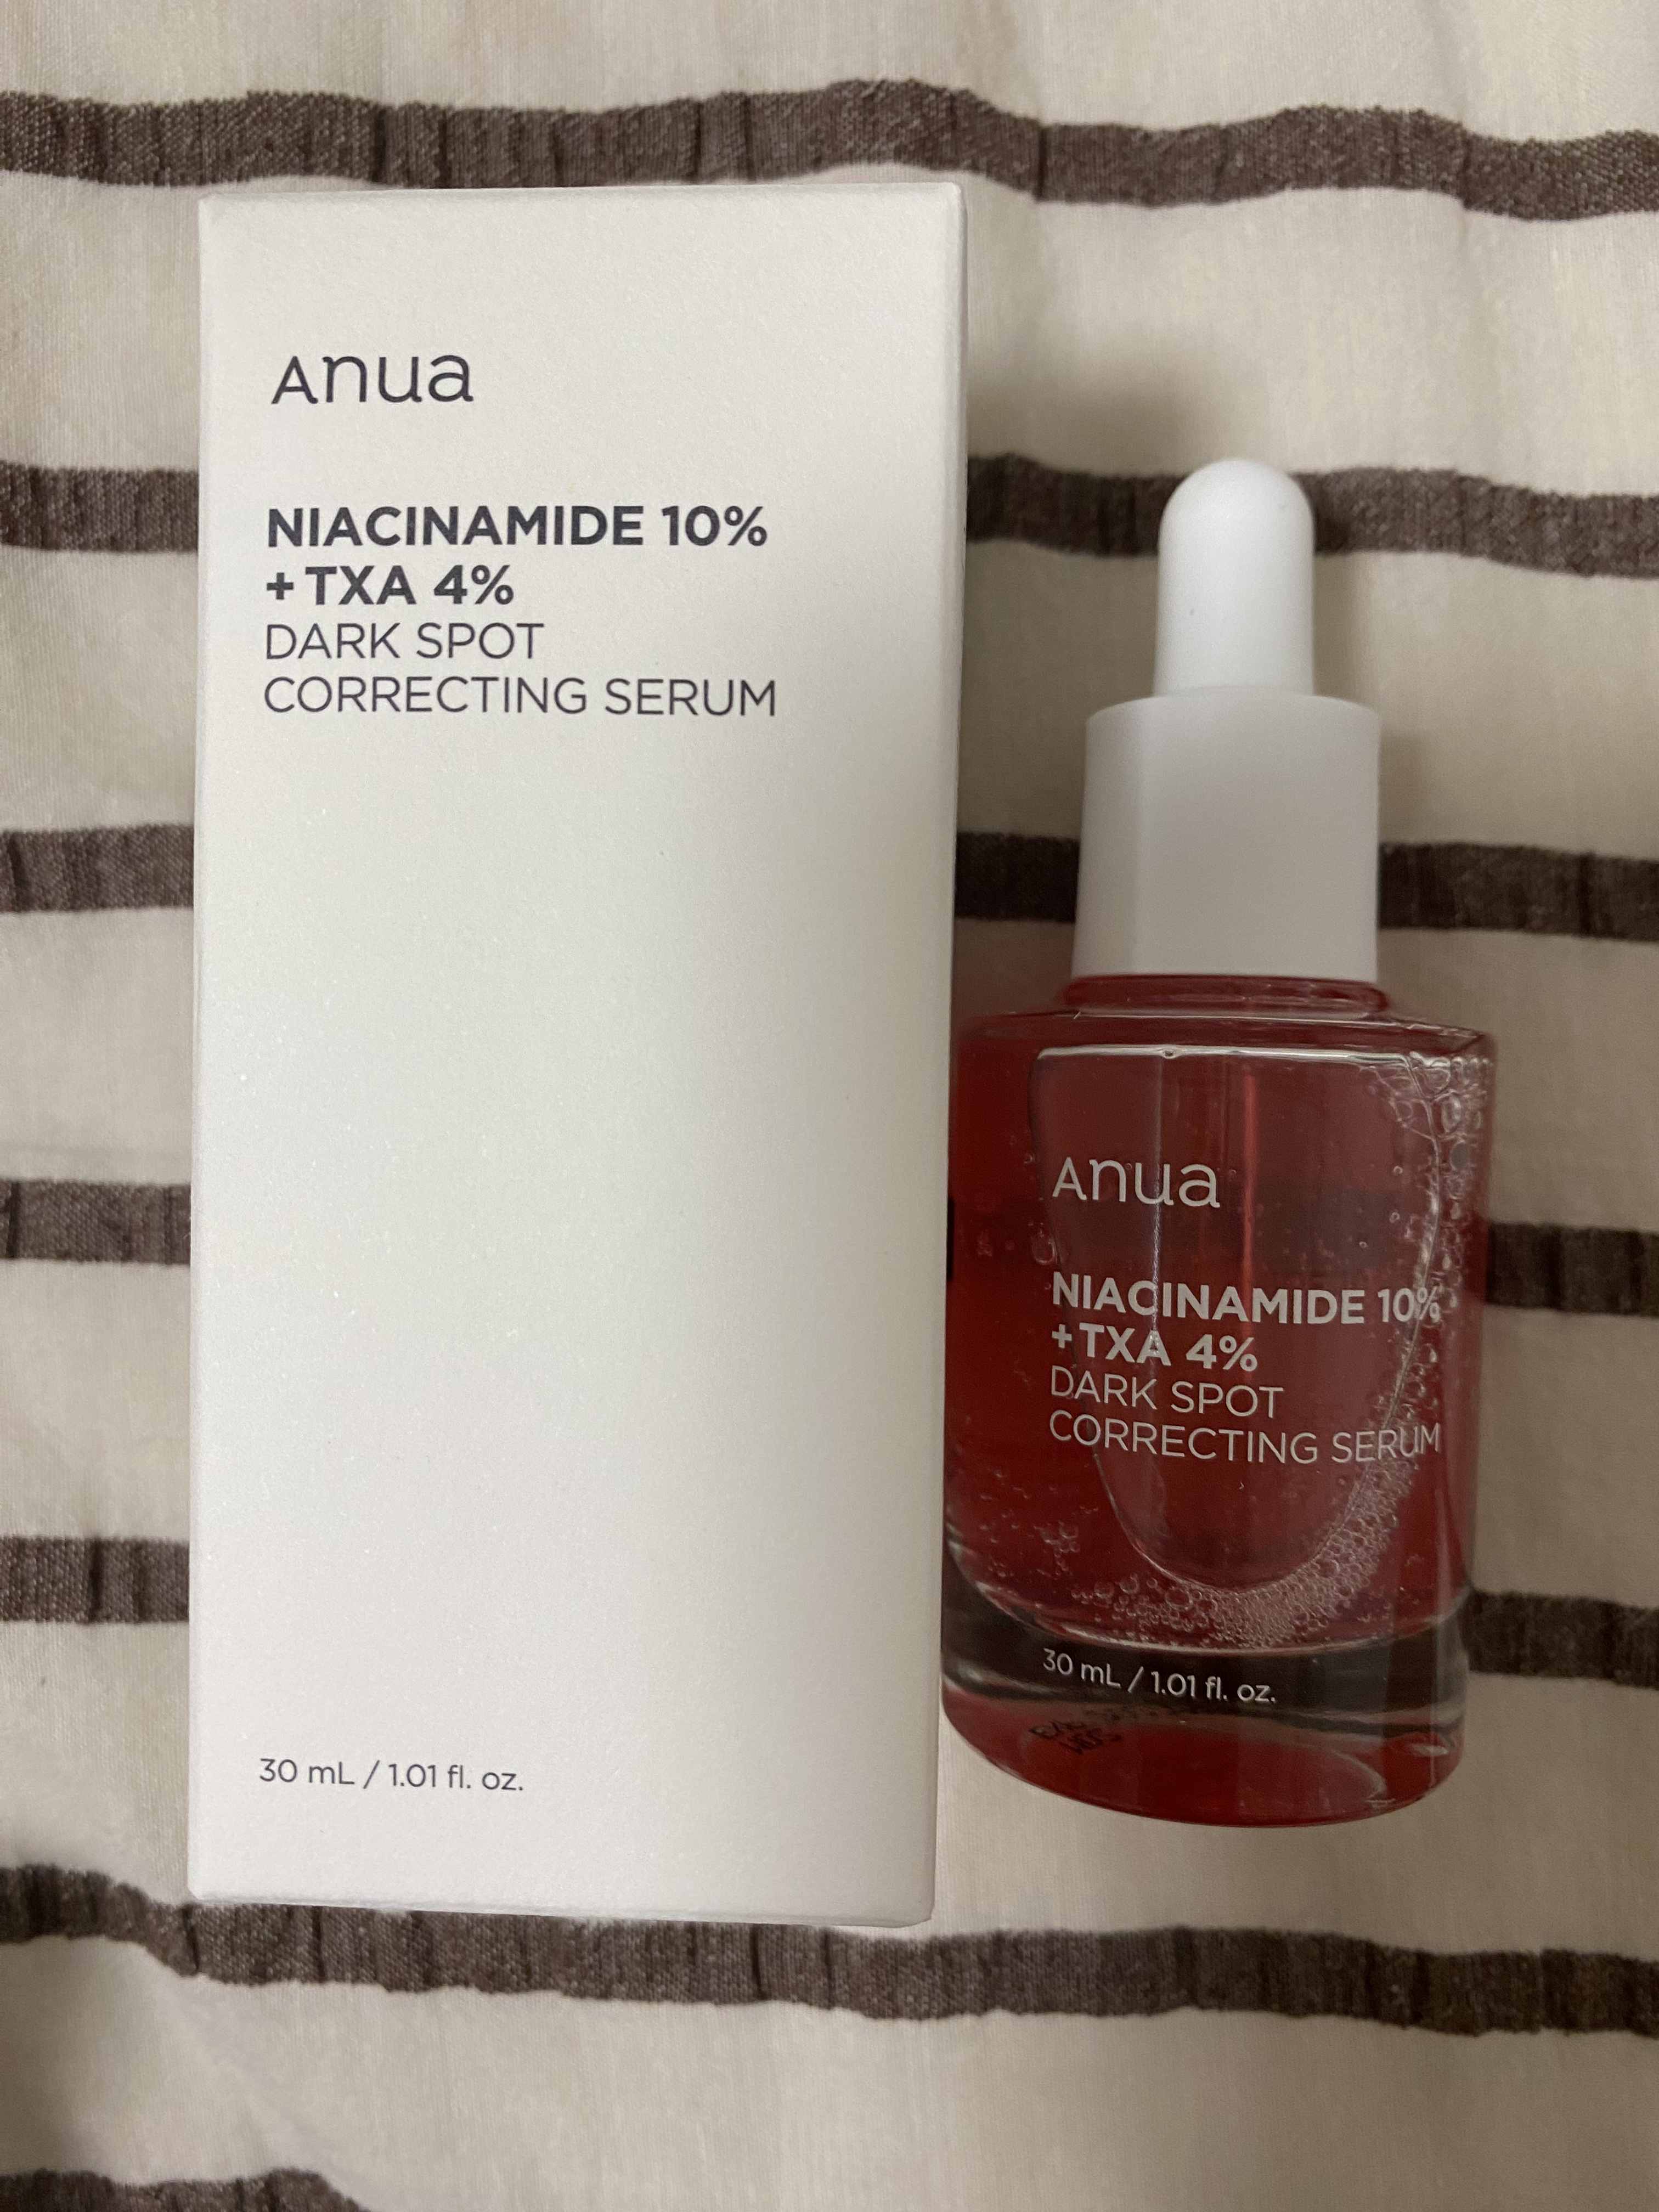 Anua
NIACINAMIDE 10%
+ TXA 4%
DARK SPOT
CORRECTING SERUM
30 mL / 1.01 fl. oz.
Anua
NIACINAMIDE 10%
+ TXA 4%
DARK SPOT
CORRECTING SERUM
30 mL / 1.01 fl. oz.